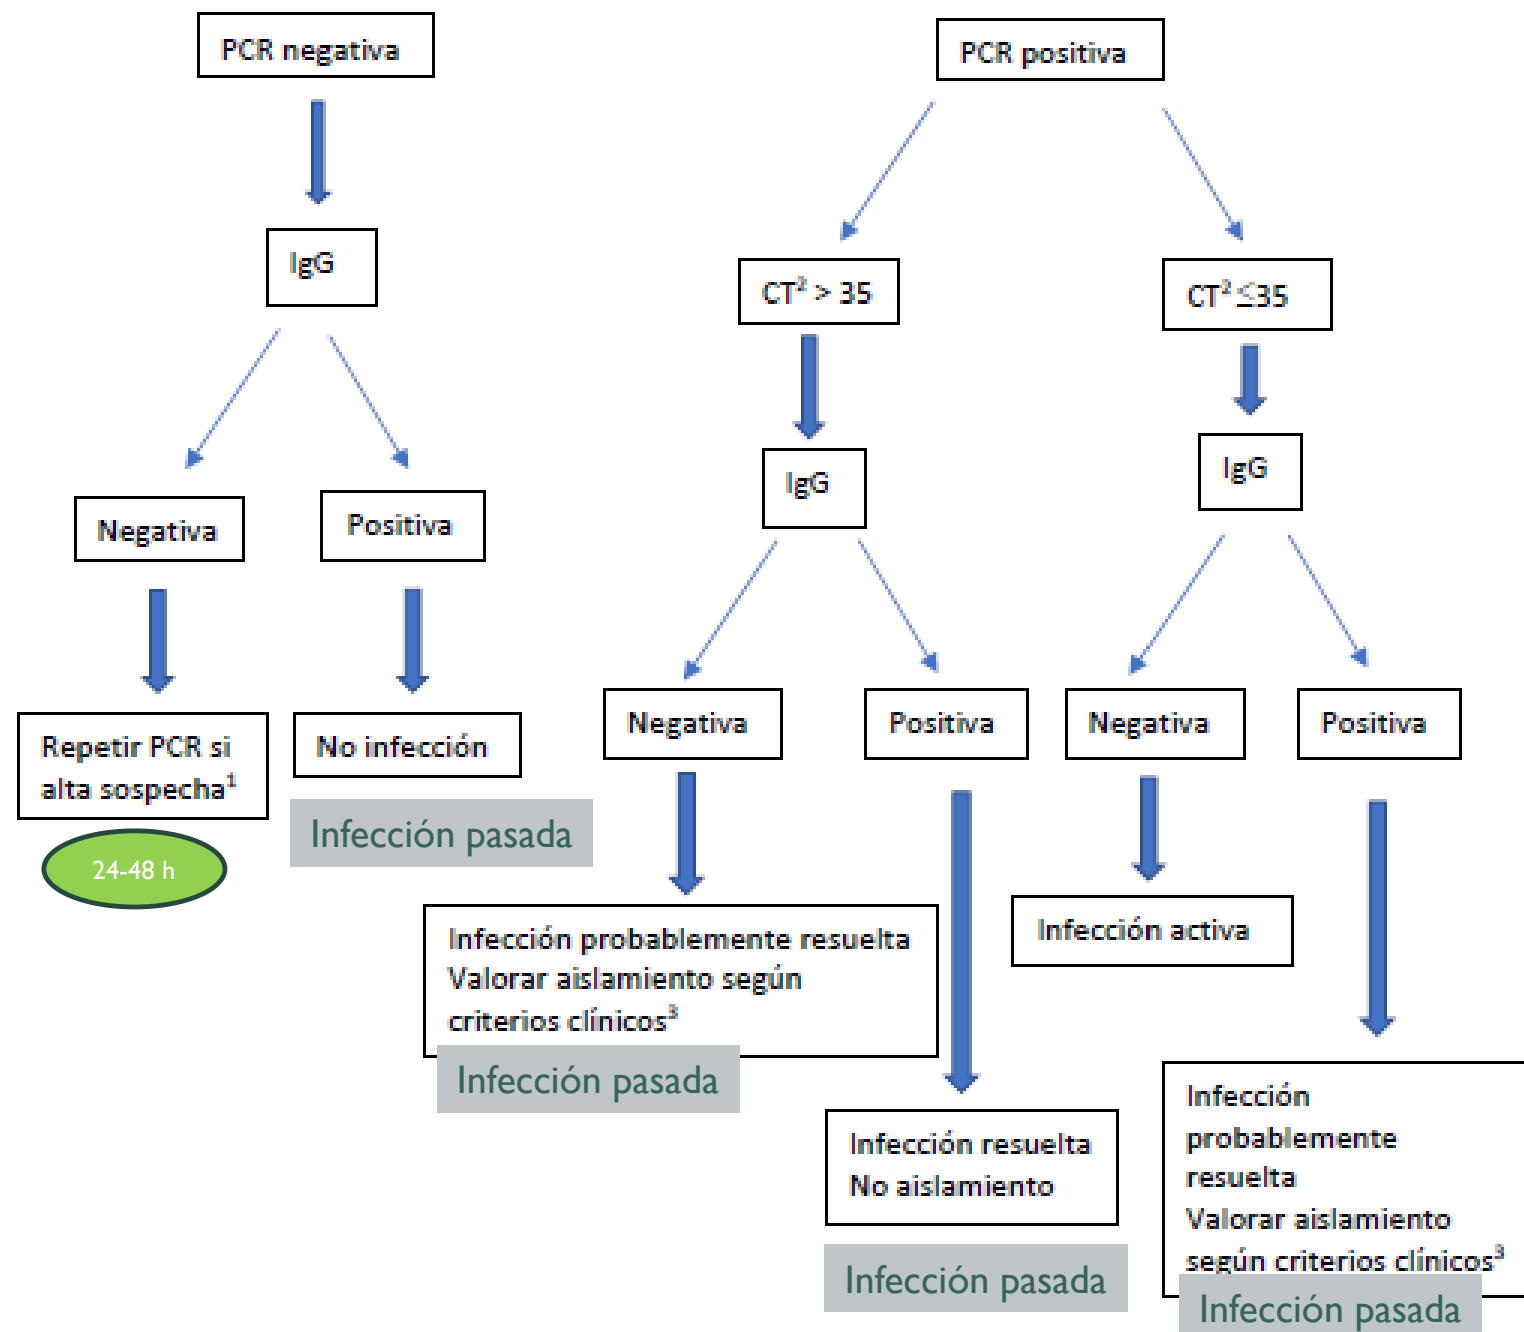 PCR negativa
PCR positiva
IgG
CT² > 35
CT² ≤35
IgG
IgG
Negativa
Positiva
Negativa
Positiva
Negativa
Positiva
Repetir PCR si
alta sospecha¹
24-48 h
No infección
Infección pasada
Infección probablemente resuelta
Valorar aislamiento según
criterios clínicos³
Infección pasada
Infección resuelta
No aislamiento
Infección pasada
Infección activa
Infección
probablemente
resuelta
Valorar aislamiento
según criterios clínicos³
Infección pasada